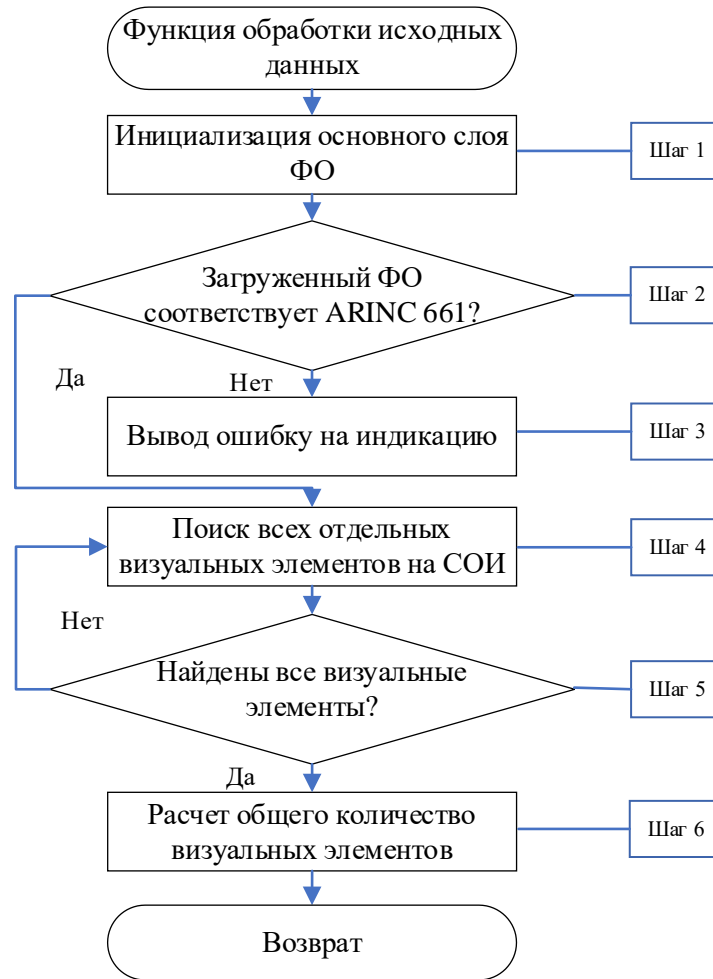 Функция обработки исходных
данных
Инициализация основного слоя
ФО
Шаг 1
Загруженный ФО
соответствует ARINC 661?
Шаг 2
Да
Нет
Вывод ошибку на индикацию
Шаг 3
Поиск всех отдельных
визуальных элементов на СОИ
Шаг 4
Нет
Найдены все визуальные
элементы?
Шаг 5
Да
Расчет общего количество
визуальных элементов
Шаг 6
Возврат